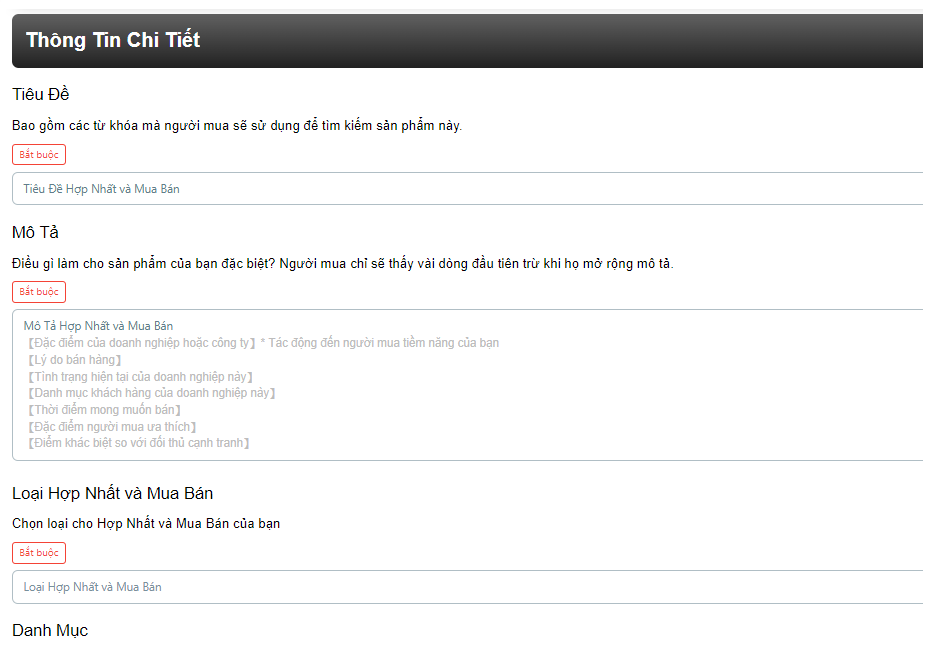 Thông Tin Chi Tiết
Tiêu Đề
Bao gồm các từ khóa mà người mua sẽ sử dụng để tìm kiếm sản phẩm này.
Bắt buộc
Tiêu Đề Hợp Nhất và Mua Bán
Mô Tả
Điều gì làm cho sản phẩm của bạn đặc biệt? Người mua chỉ sẽ thấy vài dòng đầu tiên trừ khi họ mở rộng mô tả.
Bắt buộc
Mô Tả Hợp Nhất và Mua Bán
【Đặc điểm của doanh nghiệp hoặc công ty】* Tác động đến người mua tiềm năng của bạn
【Lý do bán hàng】
【Tình trạng hiện tại của doanh nghiệp này】
【Danh mục khách hàng của doanh nghiệp này】
【Thời điểm mong muốn bán】
【Đặc điểm người mua ưa thích】
【Điểm khác biệt so với đối thủ cạnh tranh】
Loại Hợp Nhất và Mua Bán
Chọn loại cho Hợp Nhất và Mua Bán của bạn
Bắt buộc
Loại Hợp Nhất và Mua Bán
Danh Mục